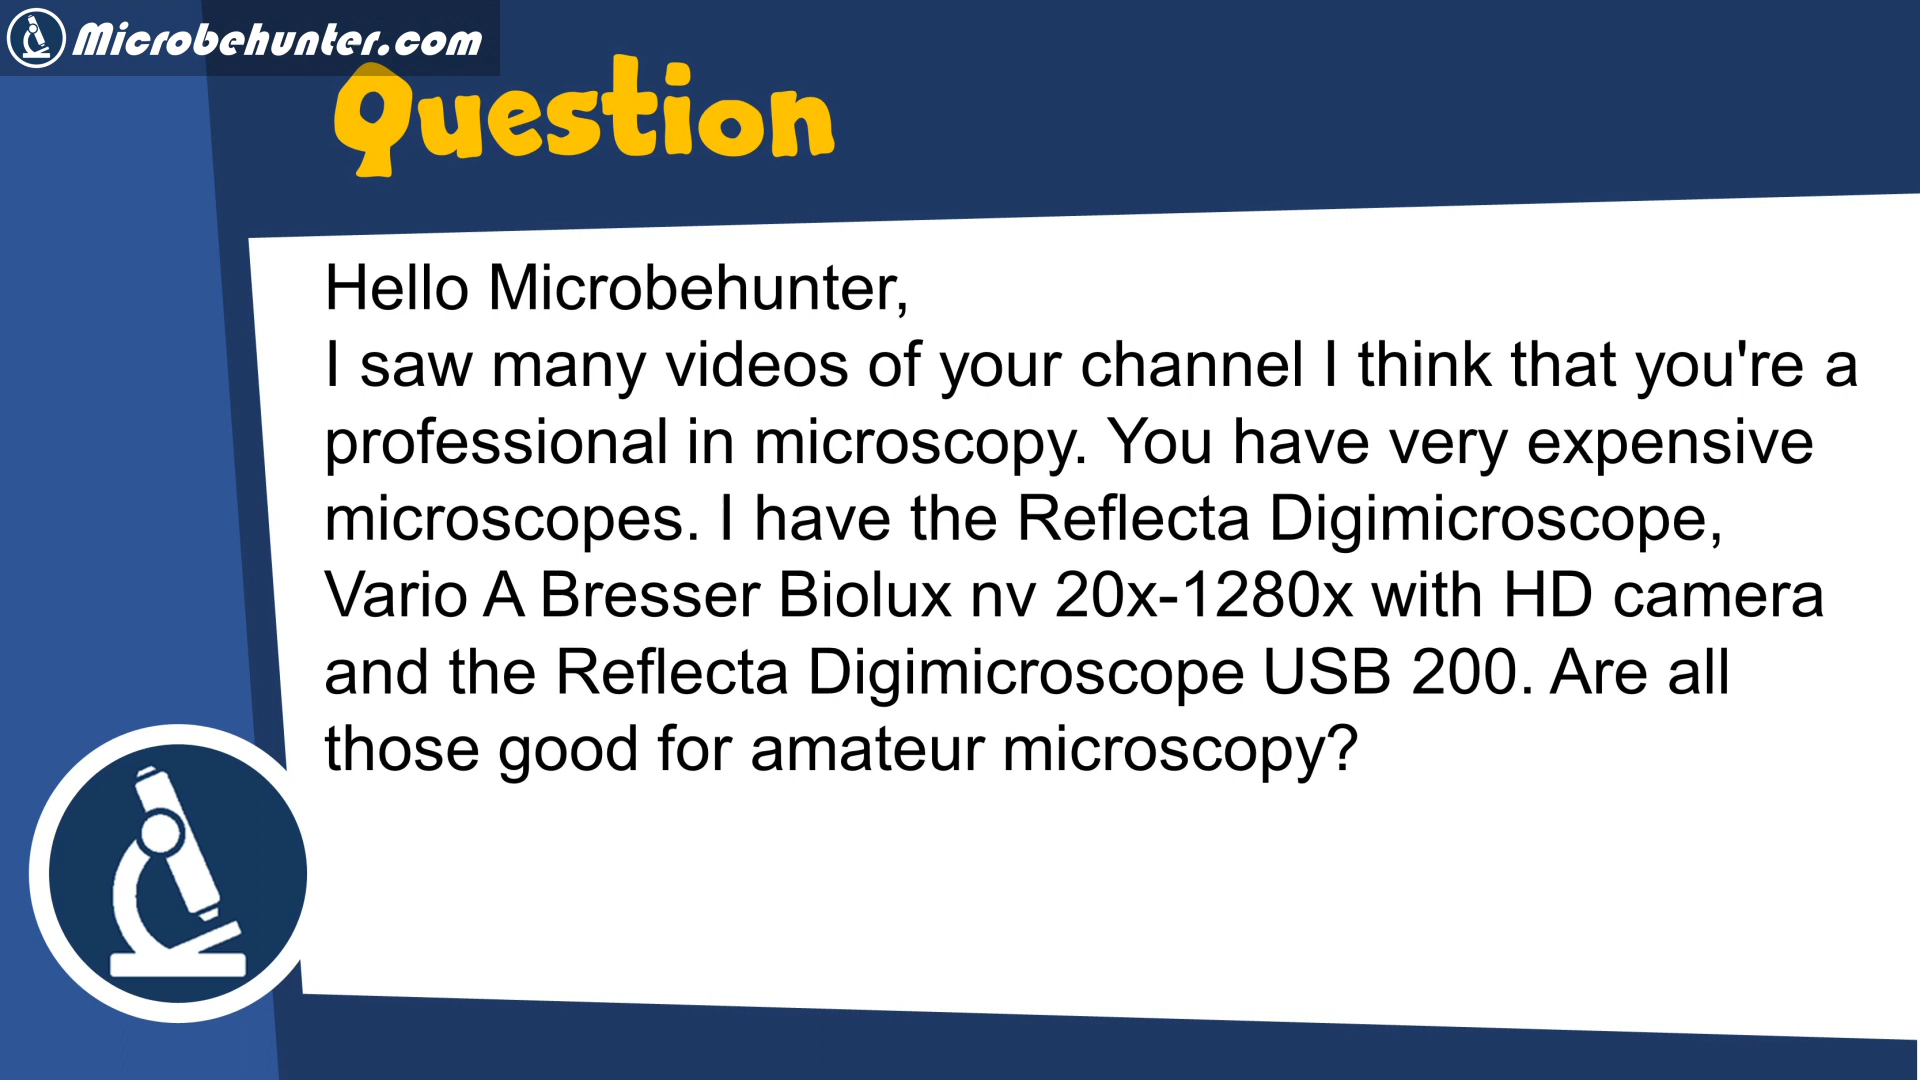 Microbehunter.com
Question
Hello Microbehunter,
I saw many videos of your channel I think that you're a
professional in microscopy. You have very expensive
microscopes. I have the Reflecta Digimicroscope,
Vario A Bresser Biolux nv 20x-1280x with HD camera
and the Reflecta Digimicroscope USB 200. Are all
those good for amateur microscopy?